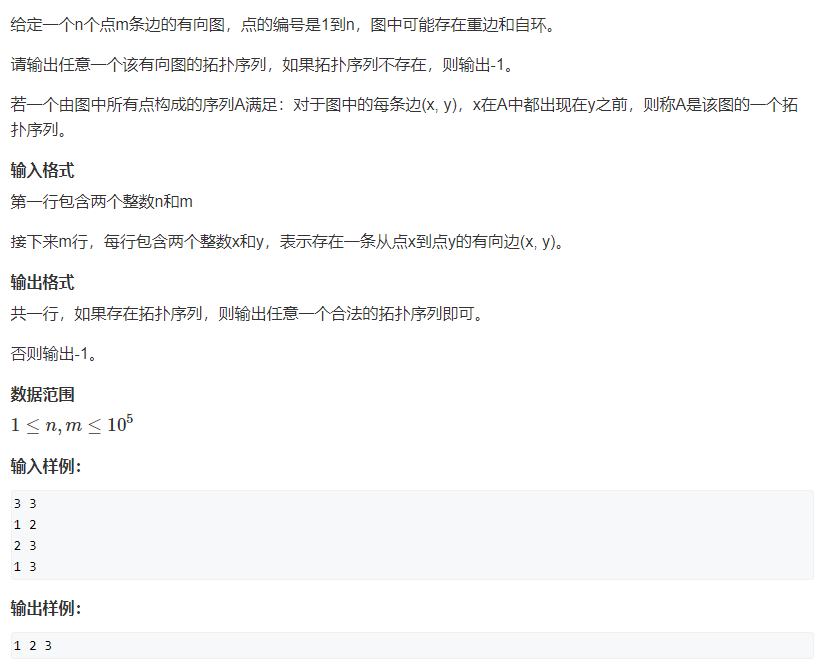 给定一个n个点m条边的有向图，点的编号是1到n，图中可能存在重边和自环。
请输出任意一个该有向图的拓扑序列，如果拓扑序列不存在，则输出-1。
若一个由图中所有点构成的序列A满足：对于图中的每条边(x, y)，x在A中都出现在y之前，则称A是该图的一个拓
扑序列。
输入格式
第一行包含两个整数n和m
接下来m行，每行包含两个整数x和y，表示存在一条从点x到点y的有向边(x, y)。
输出格式
共一行，如果存在拓扑序列，则输出任意一个合法的拓扑序列即可。
否则输出-1。
数据范围
1 ≤ n, m ≤ 10⁵
输入样例：
3 3
1 2
2 3
1 3
输出样例：
1 2 3